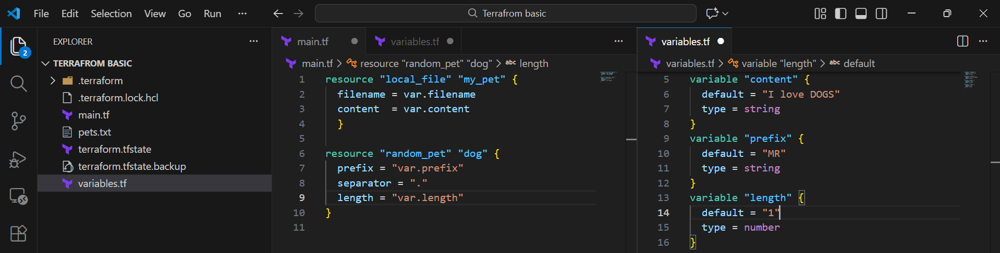 File Edit Selection View Go Run ··· Terrafrom basic
EXPLORER ···
2
TERRAFROM BASIC
.terraform
.terraform.lock.hcl
main.tf
pets.txt
terraform.tfstate
terraform.tfstate.backup
variables.tf
main.tf variables.tf ···
main.tf > resource "random_pet" "dog" > abc length
1 resource "local_file" "my_pet" {
2 filename = var.filename
3 content  = var.content
4 }
5
6 resource "random_pet" "dog" {
7 prefix = "var.prefix"
8 separator = "."
9 length = "var.length"
10 }
11
variables.tf ···
variables.tf > variable "length" > abc default
5 variable "content" {
6 default = "I love DOGS"
7 type = string
8 }
9 variable "prefix" {
10 default = "MR"
11 type = string
12 }
13 variable "length" {
14 default = "1"
15 type = number
16 }